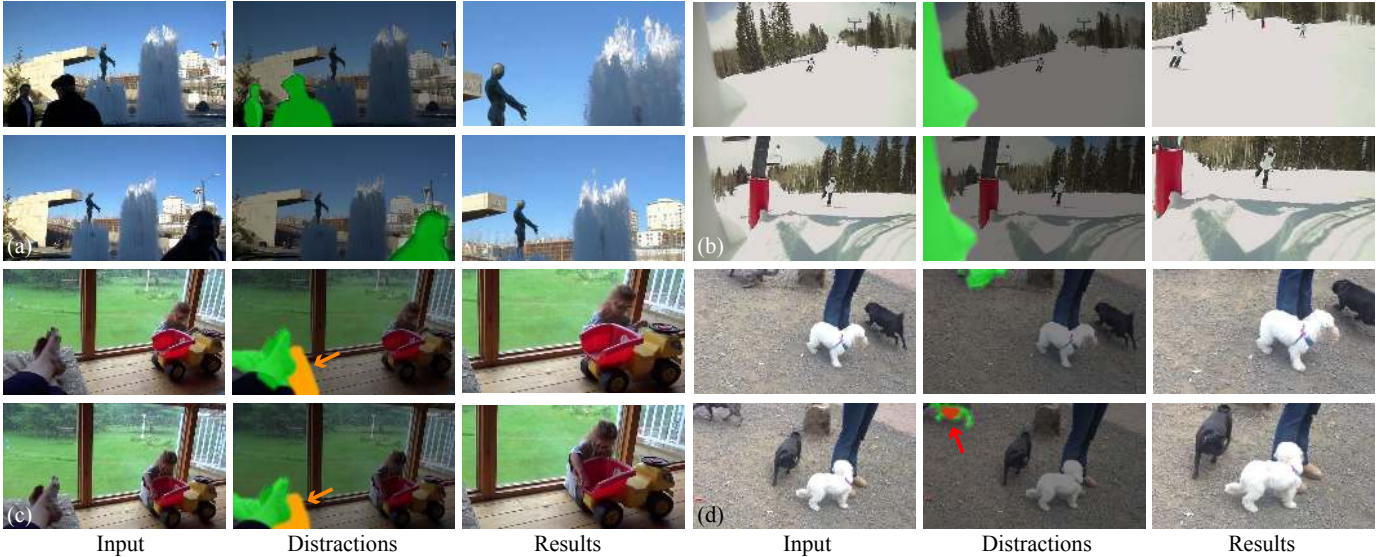 (a)
(b)
(c)
(d)
Input
Distractions
Results
Input
Distractions
Results